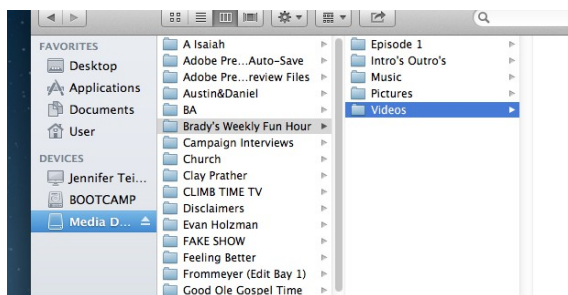 FAVORITES
Desktop
Applications
Documents
User
DEVICES
Jennifer Tei...
BOOTCAMP
Media D...
A Isaiah
Adobe Pre...Auto-Save
Adobe Pre...review Files
Austin&Daniel
BA
Brady's Weekly Fun Hour
Campaign Interviews
Church
Clay Prather
CLIMB TIME TV
Disclaimers
Evan Holzman
FAKE SHOW
Feeling Better
Frommeyer (Edit Bay 1)
Good Ole Gospel Time
Episode 1
Intro's Outro's
Music
Pictures
Videos